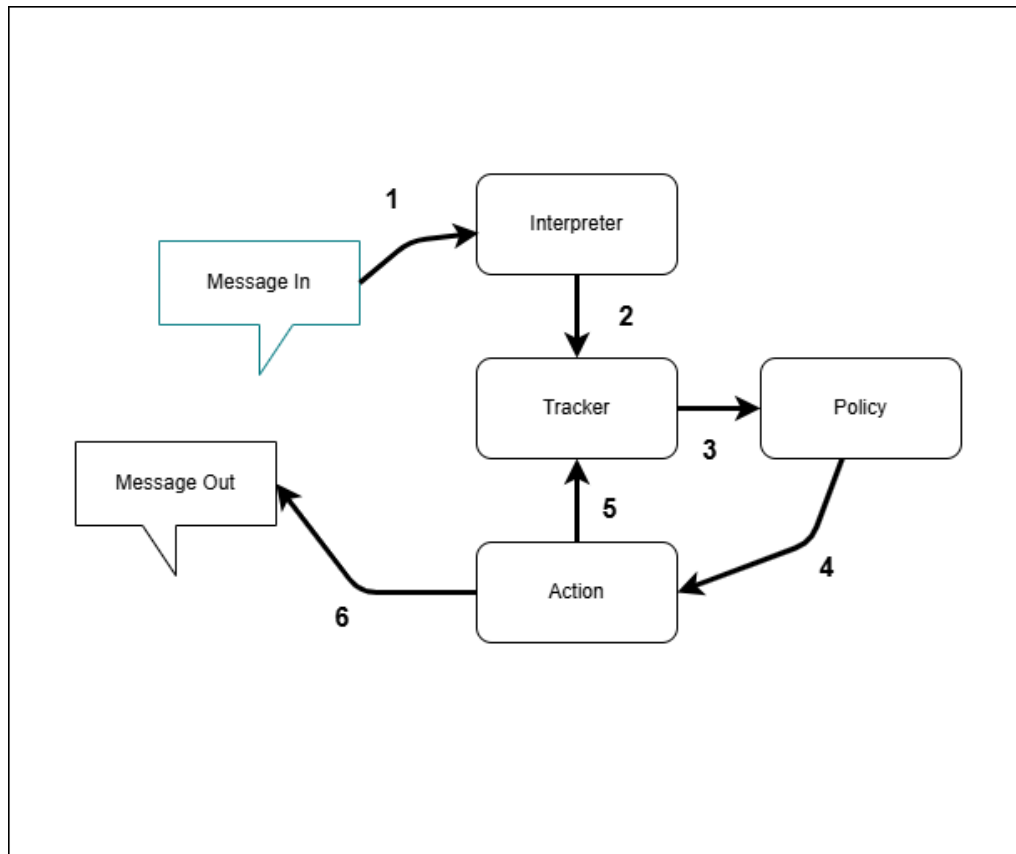 1
Interpreter
Message In
2
Tracker
Policy
3
Message Out
5
4
Action
6